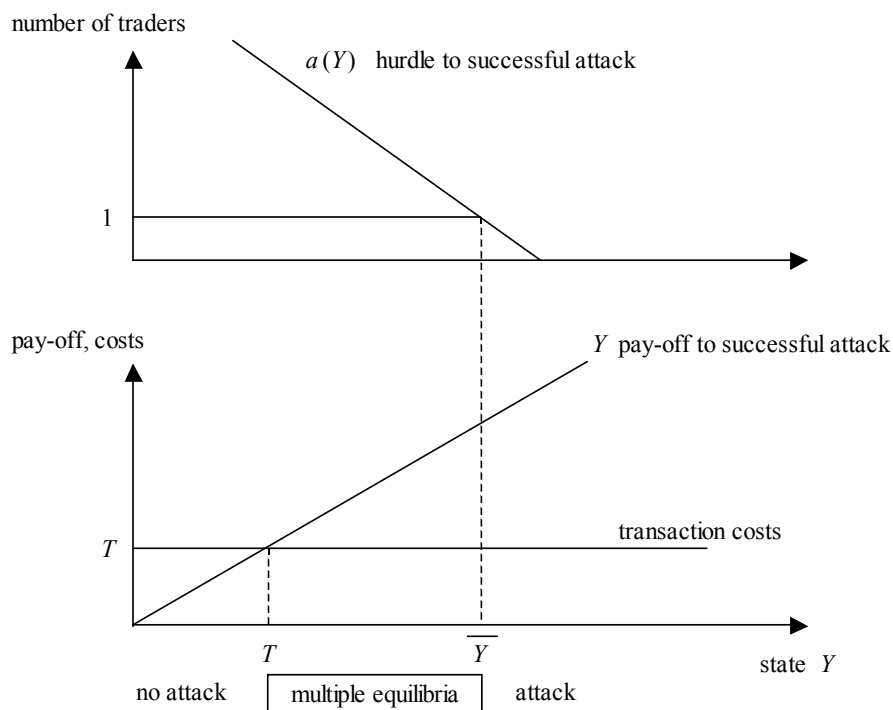 number of traders
a (Y) hurdle to successful attack
1
pay-off, costs
Y pay-off to successful attack
T
transaction costs
T
Y̅
state Y
no attack
multiple equilibria
attack